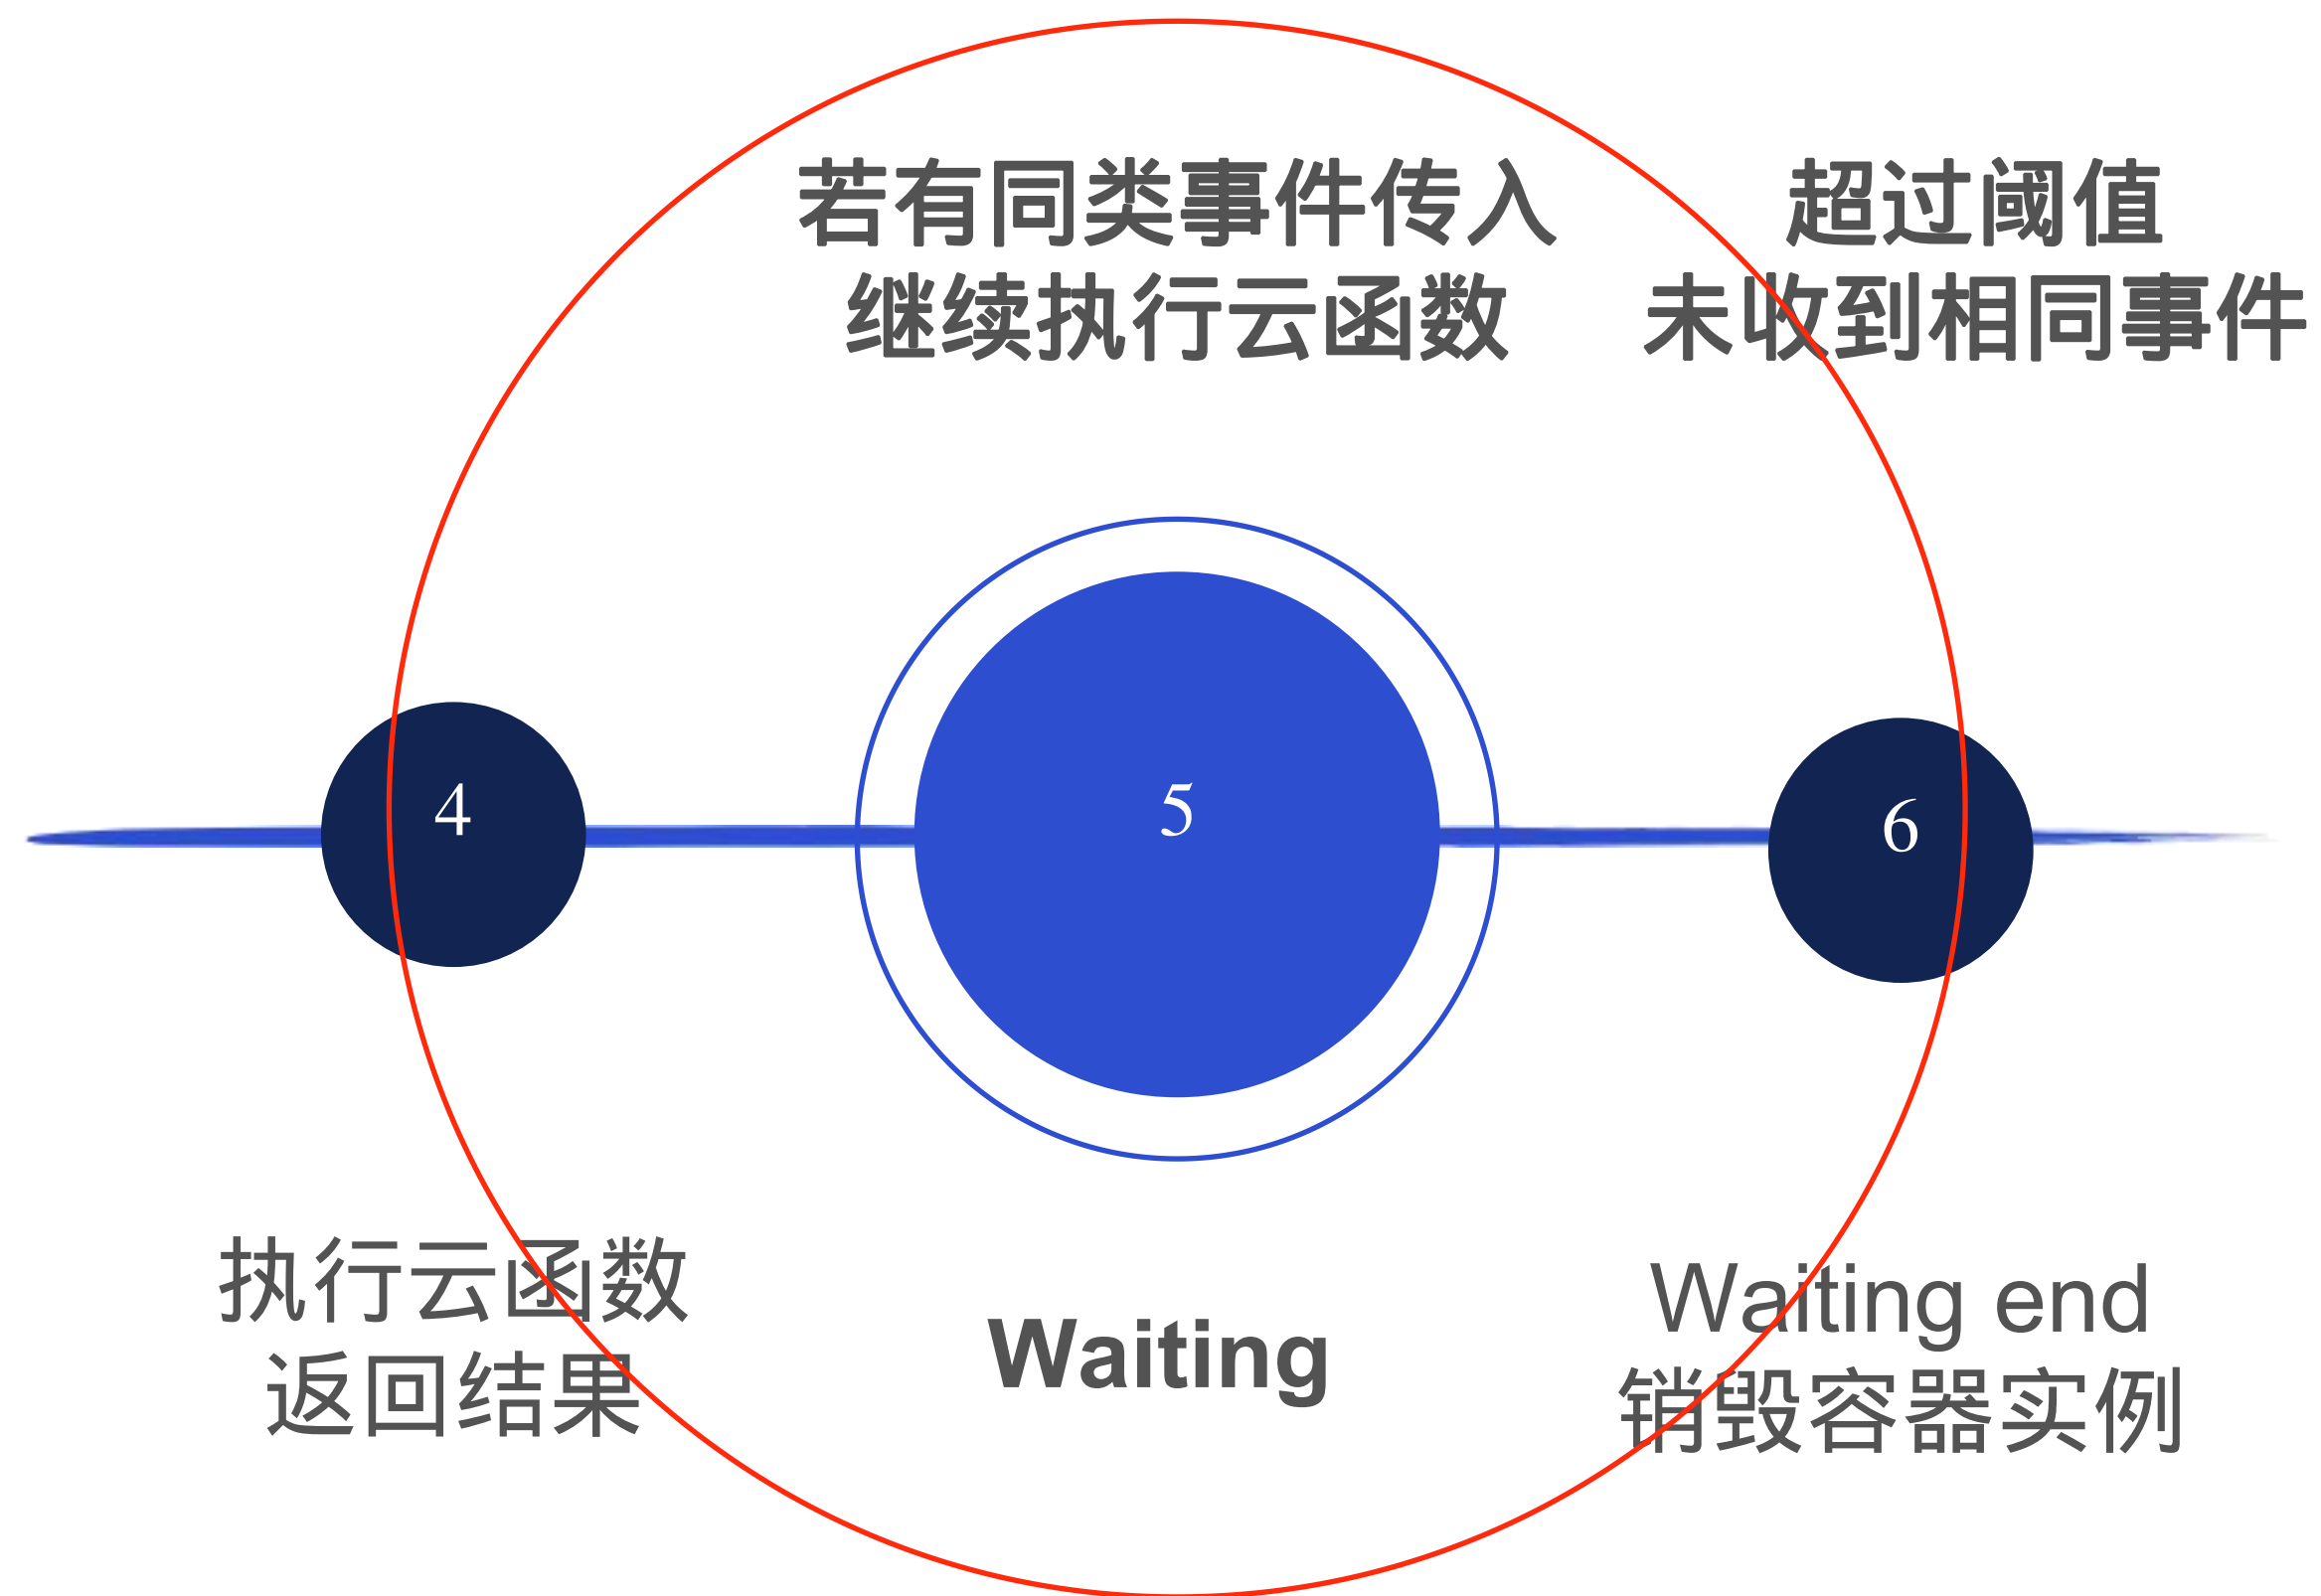 若有同类事件传入
继续执行云函数
超过阈值
未收到相同事件
4
5
6
执行云函数
返回结果
Waiting
Waiting end
销毁容器实例